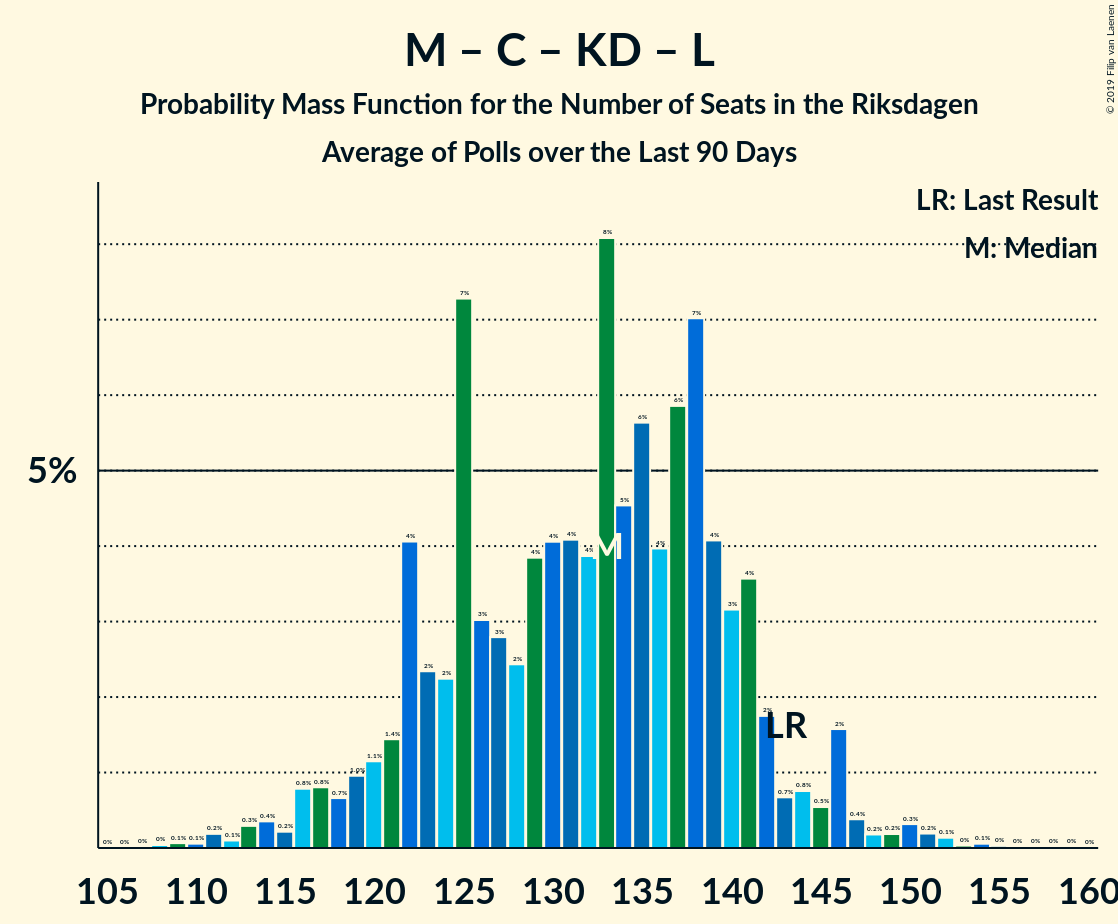 M – C – KD – L
Probability Mass Function for the Number of Seats in the Riksdagen
Average of Polls over the Last 90 Days
© 2019 Filip van Laenen
LR: Last Result
M: Median
5%
0% 0% 0% 0% 0.1% 0.1% 0.2% 0.1% 0.3% 0.4% 0.2% 0.8% 0.8% 0.7% 1.0% 1.1% 1.4% 4% 2% 2% 7% 3% 3% 2% 4% 4% 4% 4% 8% 5% 6% 4% 6% 7% 4% 3% 4% 2% 0.7% 0.8% 0.5% 2% 0.4% 0.2% 0.2% 0.3% 0.2% 0.1% 0% 0.1% 0% 0% 0% 0% 0% 0%
M
LR
105 110 115 120 125 130 135 140 145 150 155 160